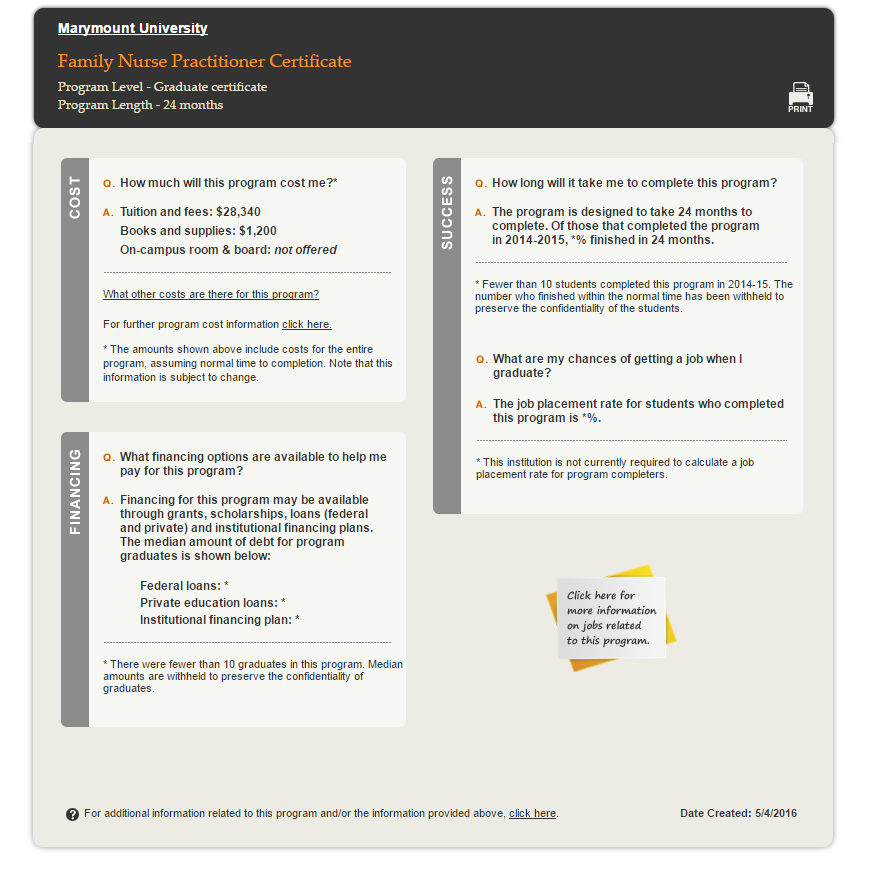 Marymount University
Family Nurse Practitioner Certificate
Program Level - Graduate certificate
Program Length - 24 months
PRINT
COST
Q. How much will this program cost me?*
A. Tuition and fees: $28,340
Books and supplies: $1,200
On-campus room & board: not offered
What other costs are there for this program?
For further program cost information click here.
* The amounts shown above include costs for the entire
program, assuming normal time to completion. Note that this
information is subject to change.
FINANCING
Q. What financing options are available to help me
pay for this program?
A. Financing for this program may be available
through grants, scholarships, loans (federal
and private) and institutional financing plans.
The median amount of debt for program
graduates is shown below:
Federal loans: *
Private education loans: *
Institutional financing plan: *
* There were fewer than 10 graduates in this program. Median
amounts are withheld to preserve the confidentiality of
graduates.
SUCCESS
Q. How long will it take me to complete this program?
A. The program is designed to take 24 months to
complete. Of those that completed the program
in 2014-2015, *% finished in 24 months.
* Fewer than 10 students completed this program in 2014-15. The
number who finished within the normal time has been withheld to
preserve the confidentiality of the students.
Q. What are my chances of getting a job when I
graduate?
A. The job placement rate for students who completed
this program is *%.
* This institution is not currently required to calculate a job
placement rate for program completers.
Click here for
more information
on jobs related
to this program.
? For additional information related to this program and/or the information provided above, click here.
Date Created: 5/4/2016